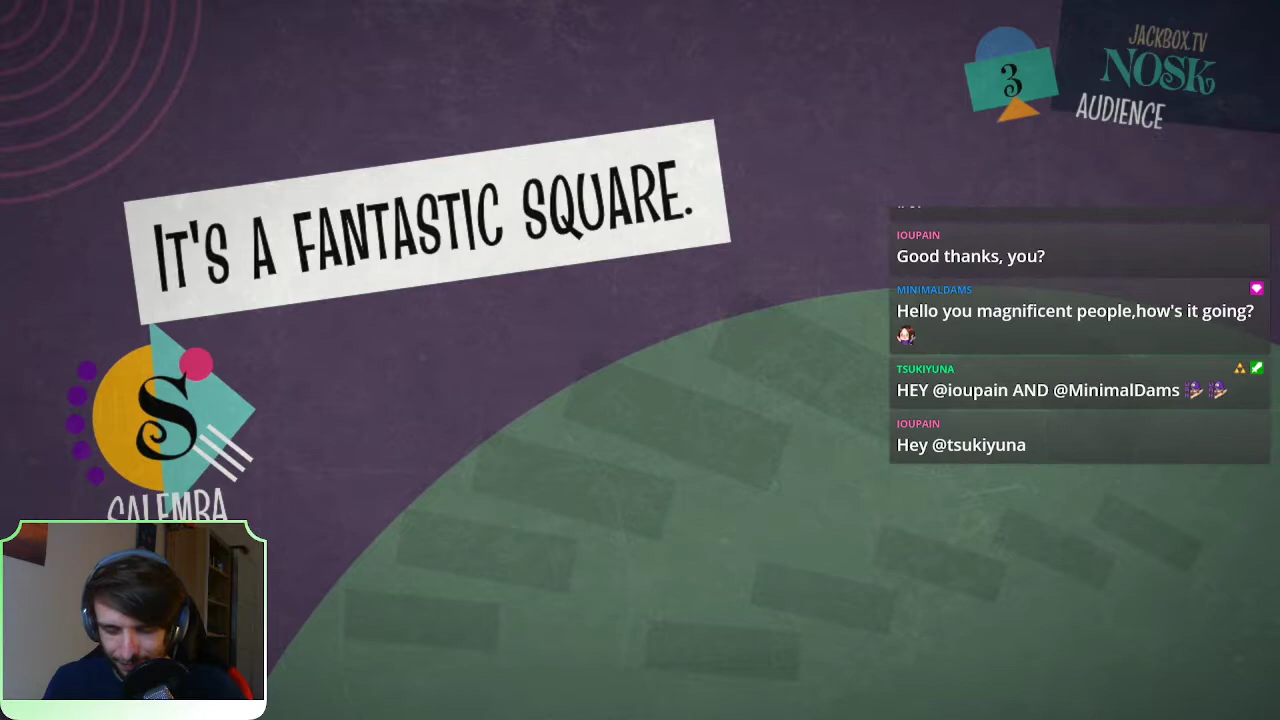 JACKBOX.TV
NOSK
3
AUDIENCE
IT'S A FANTASTIC SQUARE.
IOUPAIN
Good thanks, you?
MINIMALDAMS
Hello you magnificent people,how's it going?
TSUKIYUNA
HEY @ioupain AND @MinimalDams
IOUPAIN
Hey @tsukiyuna
S
SALEMBA